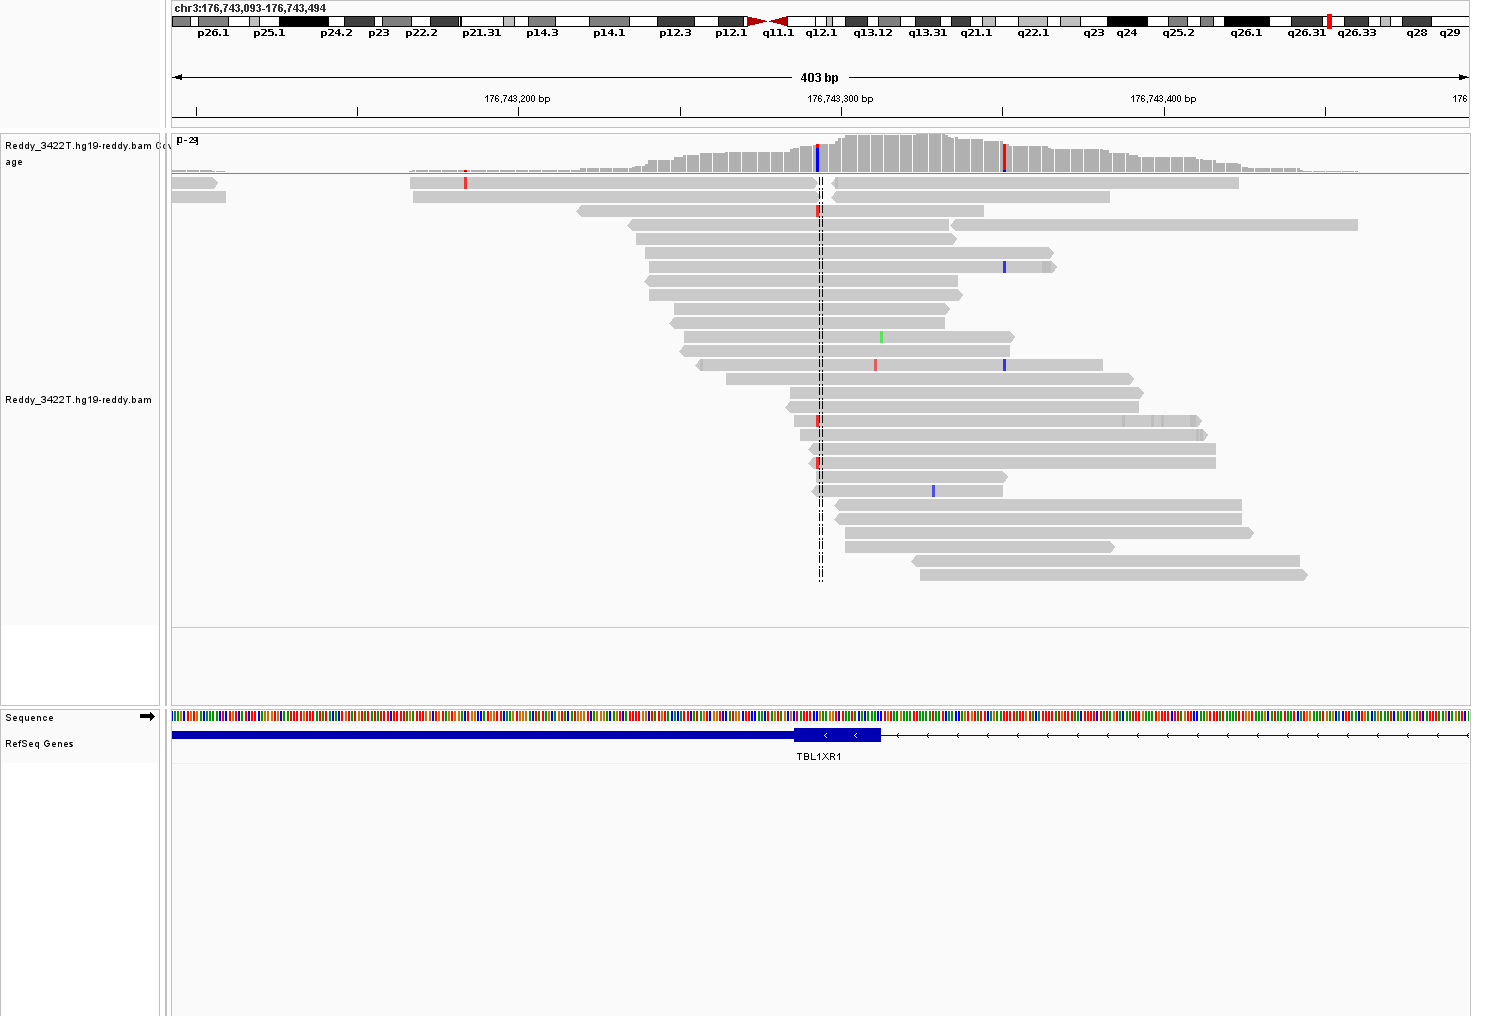 chr3:176,743,093-176,743,494
p26.1 p25.1 p24.2 p23 p22.2 p21.31 p14.3 p14.1 p12.3 p12.1 q11.1 q12.1 q13.12 q13.31 q21.1 q22.1 q23 q24 q25.2 q26.1 q26.31 q26.33 q28 q29
403 bp
176,743,200 bp 176,743,300 bp 176,743,400 bp 176
Reddy_3422T.hg19-reddy.bam Cov
age
[0-29]
Reddy_3422T.hg19-reddy.bam
Sequence
RefSeq Genes
TBL1XR1